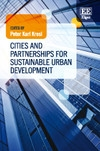 EDITED BY
Peter Karl Kresl
CITIES AND
PARTNERSHIPS FOR
SUSTAINABLE URBAN
DEVELOPMENT